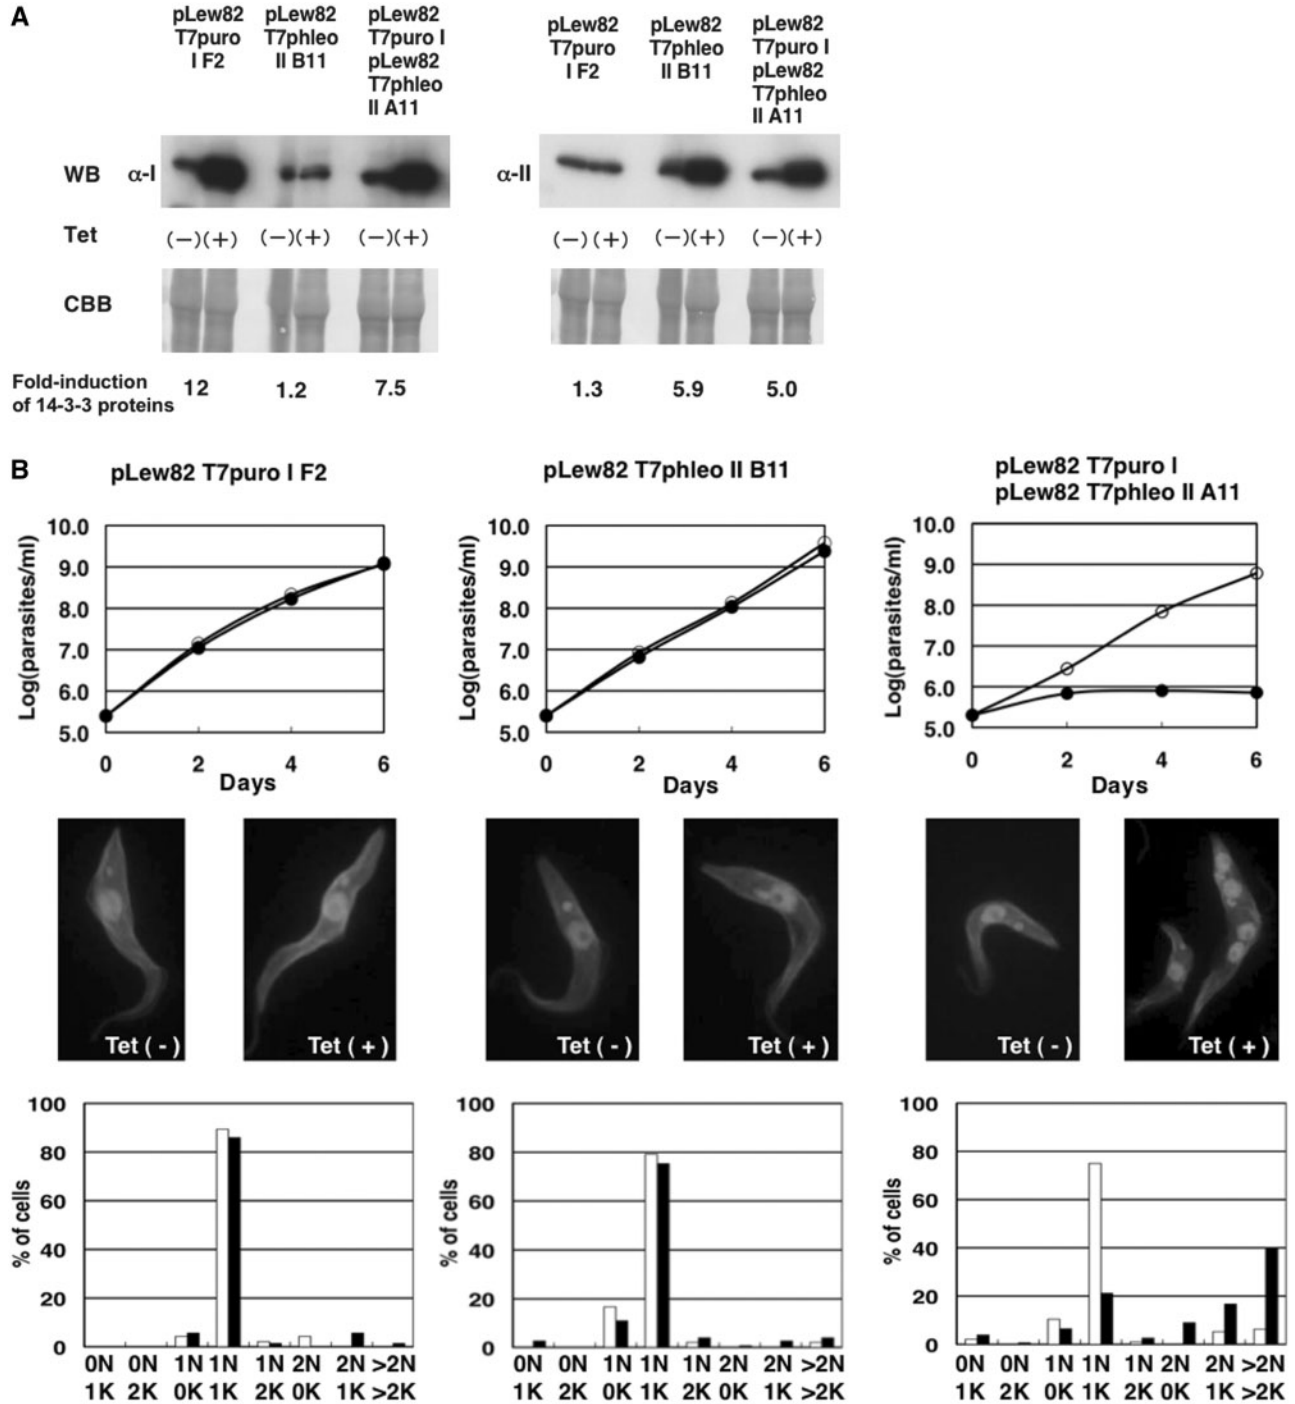 A
pLew82
T7puro
I F2
pLew82
T7phleo
II B11
pLew82
T7puro I
pLew82
T7phleo
II A11
pLew82
T7puro
I F2
pLew82
T7phleo
II B11
pLew82
T7puro I
pLew82
T7phleo
II A11
WB α-I α-II
Tet (−)(+) (−)(+) (−)(+) (−)(+) (−)(+) (−)(+)
CBB
Fold-induction
of 14-3-3 proteins
12 1.2 7.5 1.3 5.9 5.0
B
pLew82 T7puro I F2
Log(parasites/ml)
10.0
9.0
8.0
7.0
6.0
5.0
0 2 4 6
Days
pLew82 T7phleo II B11
Log(parasites/ml)
10.0
9.0
8.0
7.0
6.0
5.0
0 2 4 6
Days
pLew82 T7puro I
pLew82 T7phleo II A11
Log(parasites/ml)
10.0
9.0
8.0
7.0
6.0
5.0
0 2 4 6
Days
Tet ( - ) Tet ( + ) Tet ( - ) Tet ( + ) Tet ( - ) Tet ( + )
% of cells
100
80
60
40
20
0
0N 0N 1N 1N 1N 2N 2N >2N
1K 2K 0K 1K 2K 0K 1K >2K
% of cells
100
80
60
40
20
0
0N 0N 1N 1N 1N 2N 2N >2N
1K 2K 0K 1K 2K 0K 1K >2K
% of cells
100
80
60
40
20
0
0N 0N 1N 1N 1N 2N 2N >2N
1K 2K 0K 1K 2K 0K 1K >2K